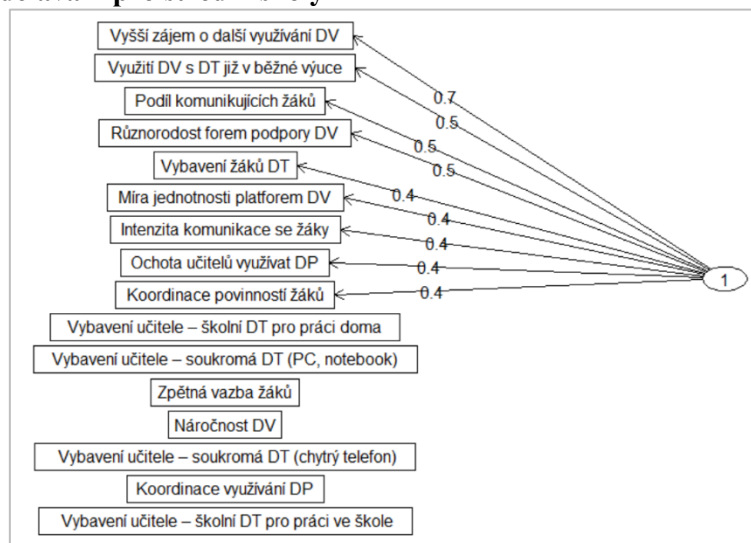 Vyšší zájem o další využívání DV
Využití DV s DT již v běžné výuce
0.7
Podíl komunikujících žáků
0.5
Různorodost forem podpory DV
0.5
0.5
Vybavení žáků DT
Míra jednotnosti platforem DV
0.4
0.4
Intenzita komunikace se žáky
0.4
Ochota učitelů využívat DP
0.4
1
Koordinace povinností žáků
0.4
Vybavení učitele – školní DT pro práci doma
Vybavení učitele – soukromá DT (PC, notebook)
Zpětná vazba žáků
Náročnost DV
Vybavení učitele – soukromá DT (chytrý telefon)
Koordinace využívání DP
Vybavení učitele – školní DT pro práci ve škole